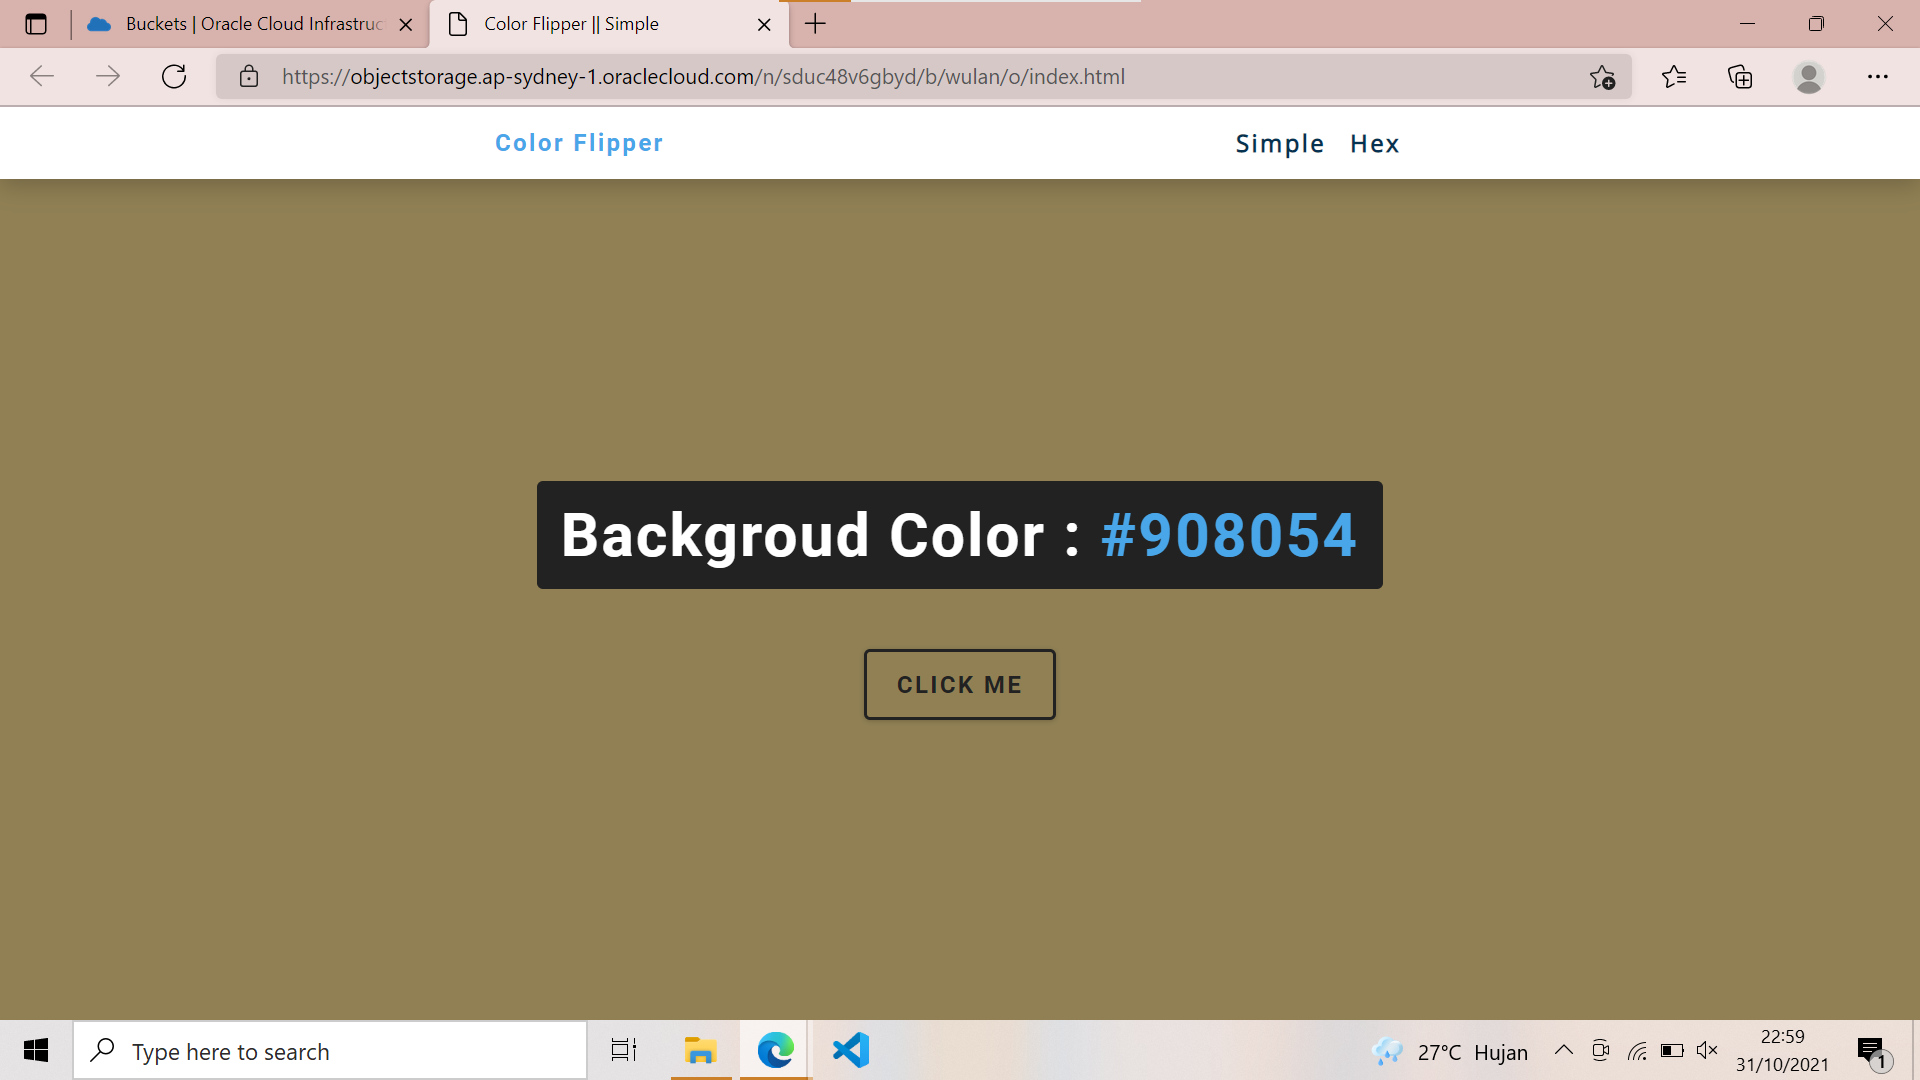 Buckets | Oracle Cloud Infrastruc
Color Flipper || Simple
https://objectstorage.ap-sydney-1.oraclecloud.com/n/sduc48v6gbyd/b/wulan/o/index.html
Color Flipper
Simple Hex
Backgroud Color : #908054
CLICK ME
Type here to search
27°C Hujan
22:59
31/10/2021
1